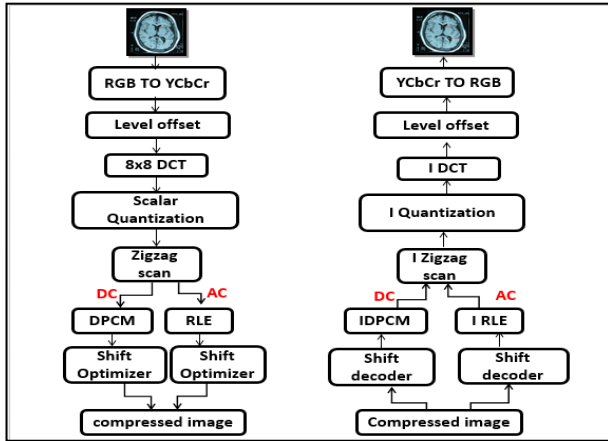 RGB TO YCbCr
Level offset
8x8 DCT
Scalar
Quantization
Zigzag
scan
DC
AC
DPCM
RLE
Shift
Optimizer
Shift
Optimizer
compressed image
YCbCr TO RGB
Level offset
I DCT
I Quantization
I Zigzag
scan
DC
AC
IDPCM
I RLE
Shift
decoder
Shift
decoder
Compressed image